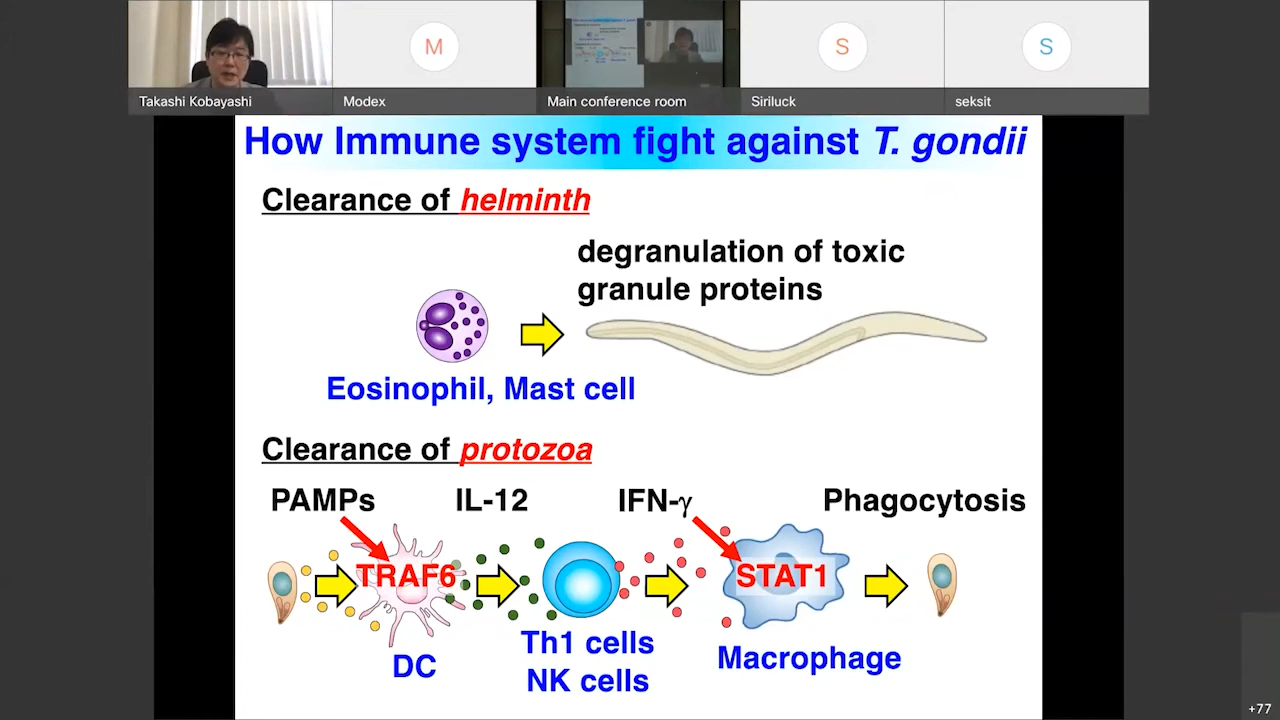 M
S
S
Takashi Kobayashi
Modex
Main conference room
Siriluck
seksit
How Immune system fight against T. gondii
Clearance of helminth
degranulation of toxic
granule proteins
Eosinophil, Mast cell
Clearance of protozoa
PAMPs
IL-12
IFN-γ
Phagocytosis
TRAF6
STAT1
DC
Th1 cells
NK cells
Macrophage
+77